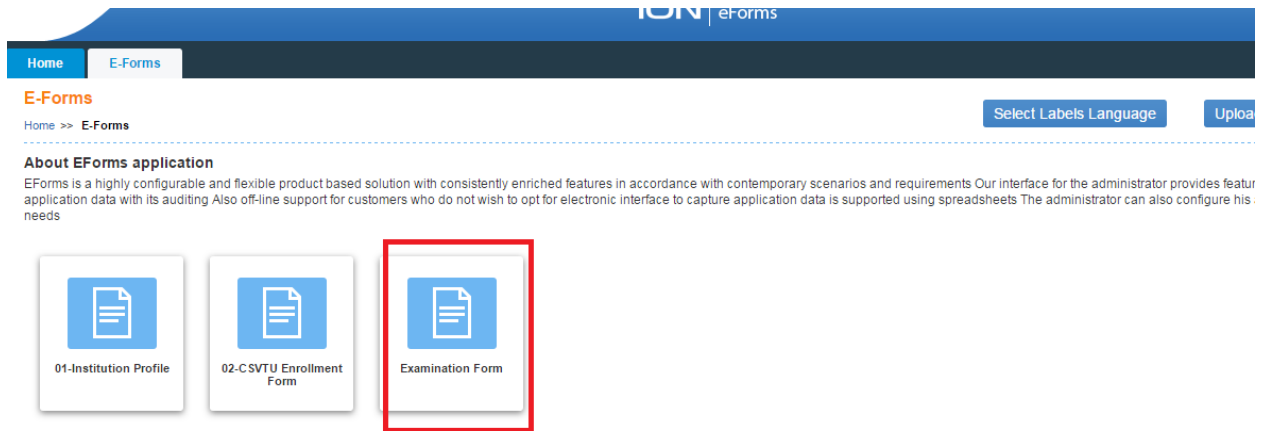 iON eForms
Home E-Forms
E-Forms
Home >> E-Forms
Select Labels Language
About EForms application
EForms is a highly configurable and flexible product based solution with consistently enriched features in accordance with contemporary scenarios and requirements Our interface for the administrator provides
application data with its auditing Also off-line support for customers who do not wish to opt for electronic interface to capture application data is supported using spreadsheets The administrator can also configure his
needs
01-Institution Profile
02-CSVTU Enrollment
Form
Examination Form